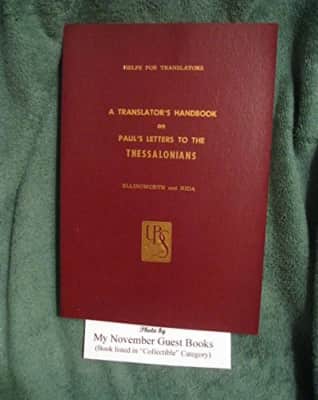 HELPS FOR TRANSLATORS
A TRANSLATOR'S HANDBOOK
on
PAUL'S LETTERS TO THE
THESSALONIANS
ELLINGWORTH and NIDA
UBS
Photo by
My November Guest Books
(Book listed in "Collectible" Category)